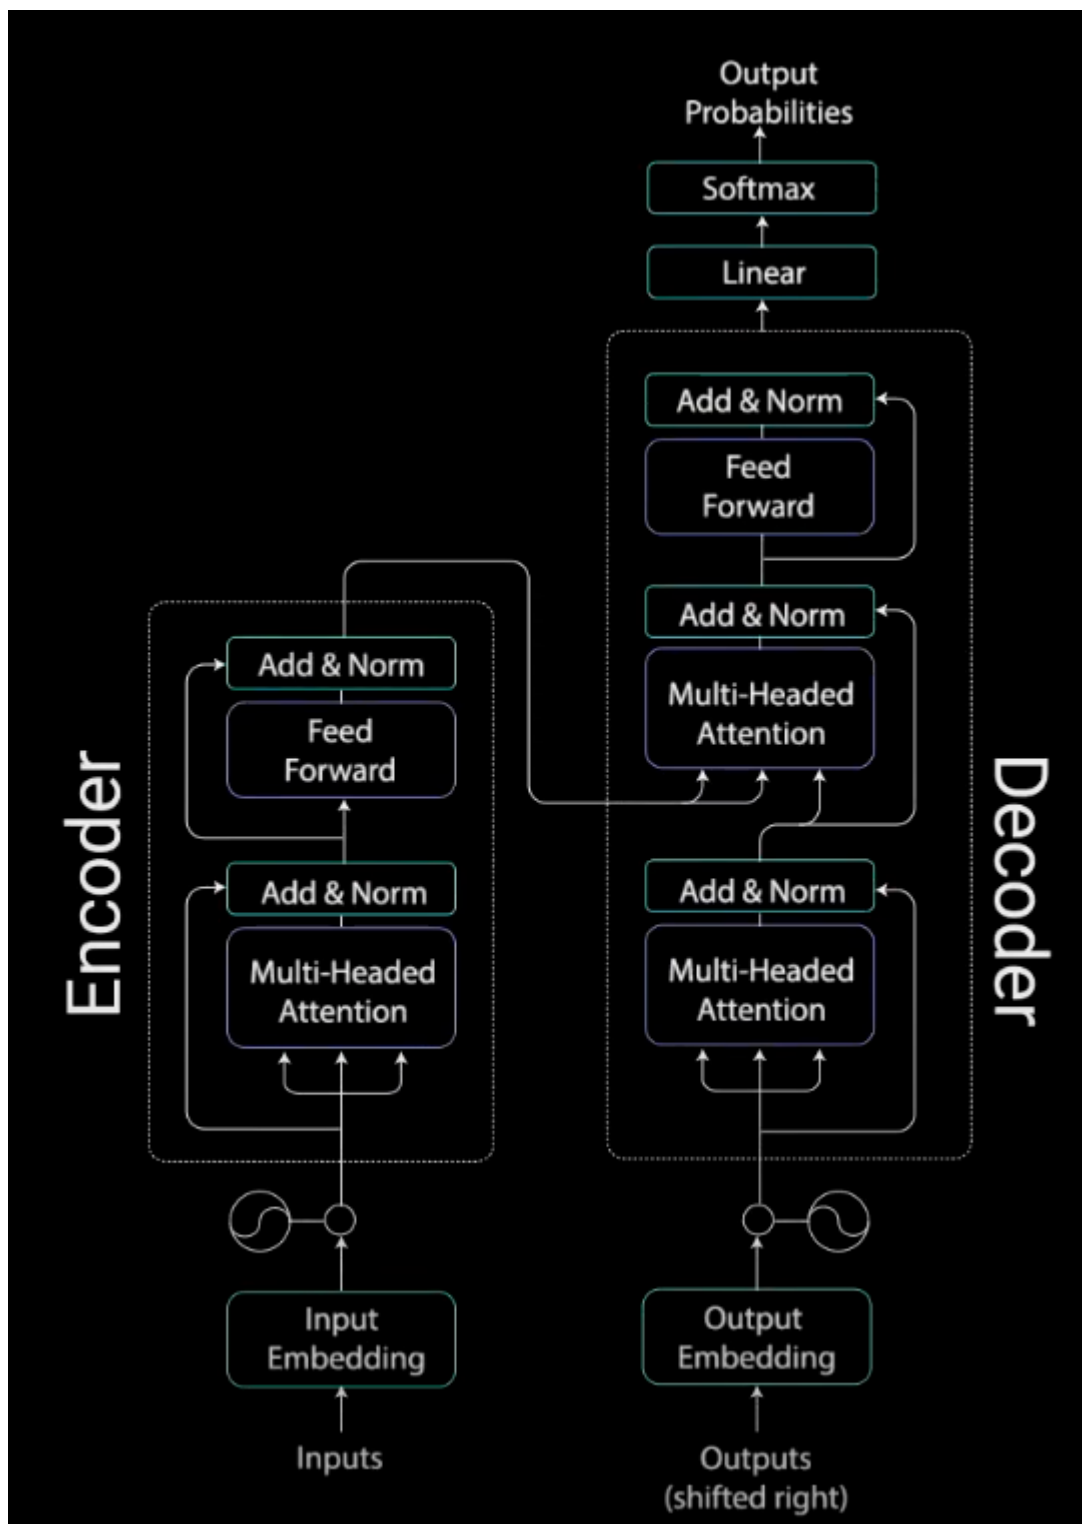 Output
Probabilities
Softmax
Linear
Add & Norm
Feed
Forward
Add & Norm
Multi-Headed
Attention
Add & Norm
Multi-Headed
Attention
Decoder
Add & Norm
Feed
Forward
Add & Norm
Multi-Headed
Attention
Encoder
Input
Embedding
Inputs
Output
Embedding
Outputs
(shifted right)